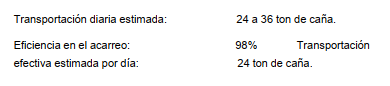 Transportación diaria estimada: 24 a 36 ton de caña.
Eficiencia en el acarreo: 98% Transportación
efectiva estimada por día: 24 ton de caña.